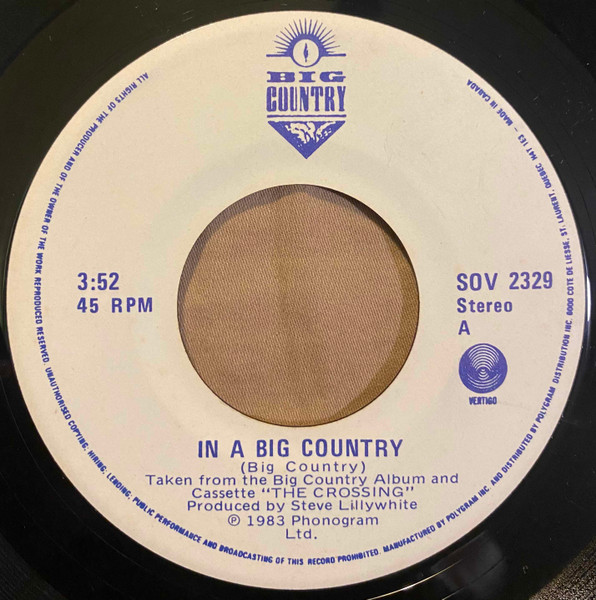 BIG
COUNTRY
3:52
45 RPM
SOV 2329
Stereo
A
VERTIGO
IN A BIG COUNTRY
(Big Country)
Taken from the Big Country Album and
Cassette "THE CROSSING"
Produced by Steve Lillywhite
℗ 1983 Phonogram
Ltd.
ALL RIGHTS OF THE PRODUCER AND OF THE OWNER OF THE WORK REPRODUCED RESERVED. UNAUTHORISED COPYING, HIRING, LENDING, PUBLIC PERFORMANCE AND BROADCASTING OF THIS RECORD PROHIBITED. MANUFACTURED BY POLYGRAM INC. AND DISTRIBUTED BY POLYGRAM DISTRIBUTION INC. 6000 COTE DE LIESSE, ST. LAURENT, QUEBEC H4T 1E3 - MADE IN CANADA